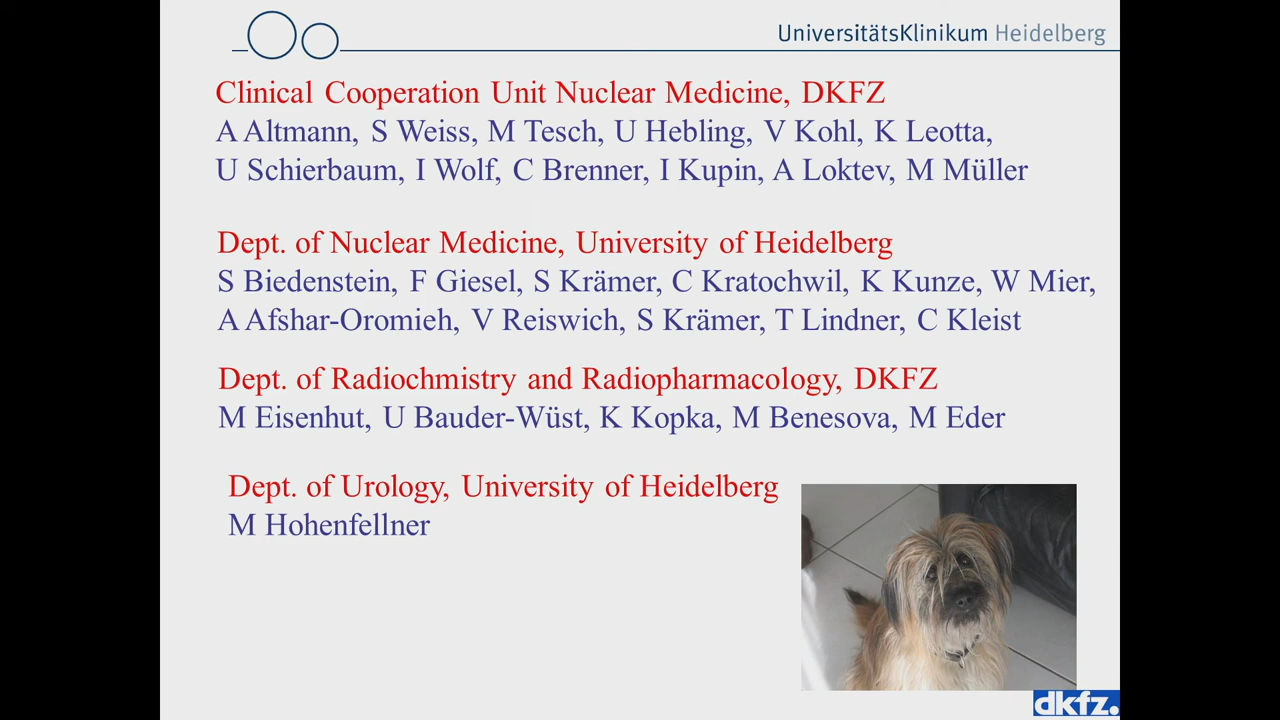 UniversitätsKlinikum Heidelberg
Clinical Cooperation Unit Nuclear Medicine, DKFZ
A Altmann, S Weiss, M Tesch, U Hebling, V Kohl, K Leotta,
U Schierbaum, I Wolf, C Brenner, I Kupin, A Loktev, M Müller
Dept. of Nuclear Medicine, University of Heidelberg
S Biedenstein, F Giesel, S Krämer, C Kratochwil, K Kunze, W Mier,
A Afshar-Oromieh, V Reiswich, S Krämer, T Lindner, C Kleist
Dept. of Radiochmistry and Radiopharmacology, DKFZ
M Eisenhut, U Bauder-Wüst, K Kopka, M Benesova, M Eder
Dept. of Urology, University of Heidelberg
M Hohenfellner
dkfz.